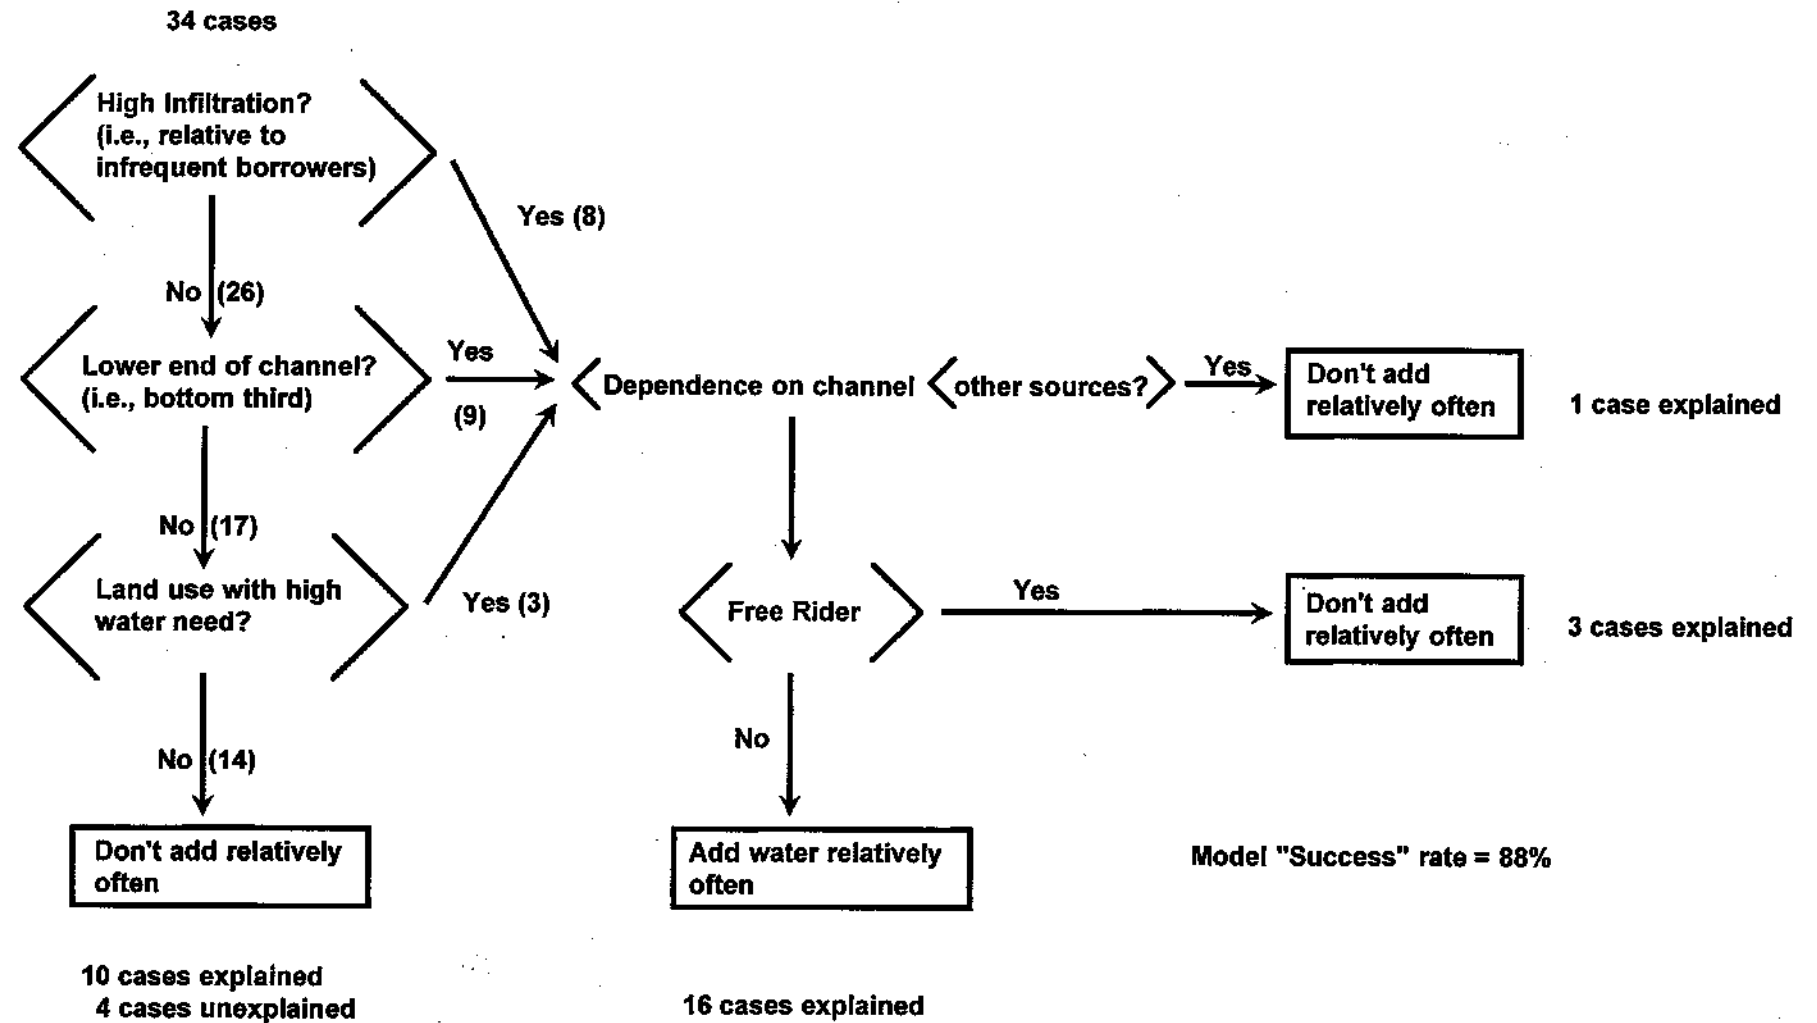 34 cases
High Infiltration?
(i.e., relative to
infrequent borrowers)
Yes (8)
No (26)
Lower end of channel?
(i.e., bottom third)
Yes
(9)
Dependence on channel < other sources?
Yes
Don't add
relatively often
1 case explained
No (17)
Land use with high
water need?
Yes (3)
Free Rider
Yes
Don't add
relatively often
3 cases explained
No (14)
No
Don't add relatively
often
Add water relatively
often
Model "Success" rate = 88%
10 cases explained
4 cases unexplained
16 cases explained